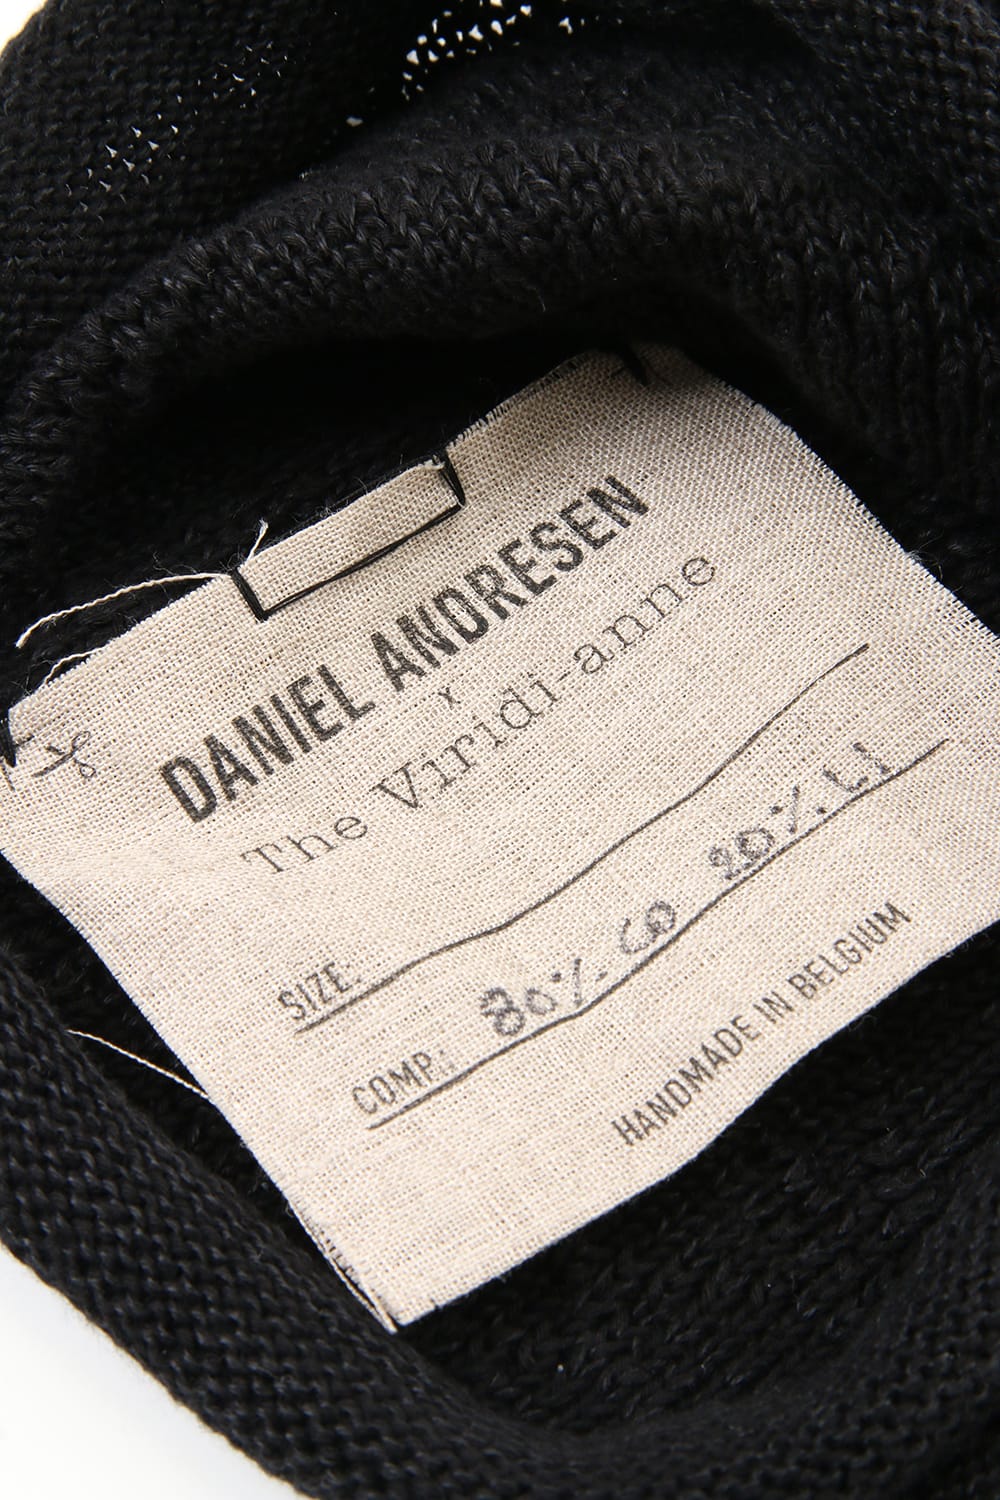 DANIEL ANDRESEN
X
The Viridi-anne
SIZE:
COMP.: 80% CO 20% LI
HANDMADE IN BELGIUM